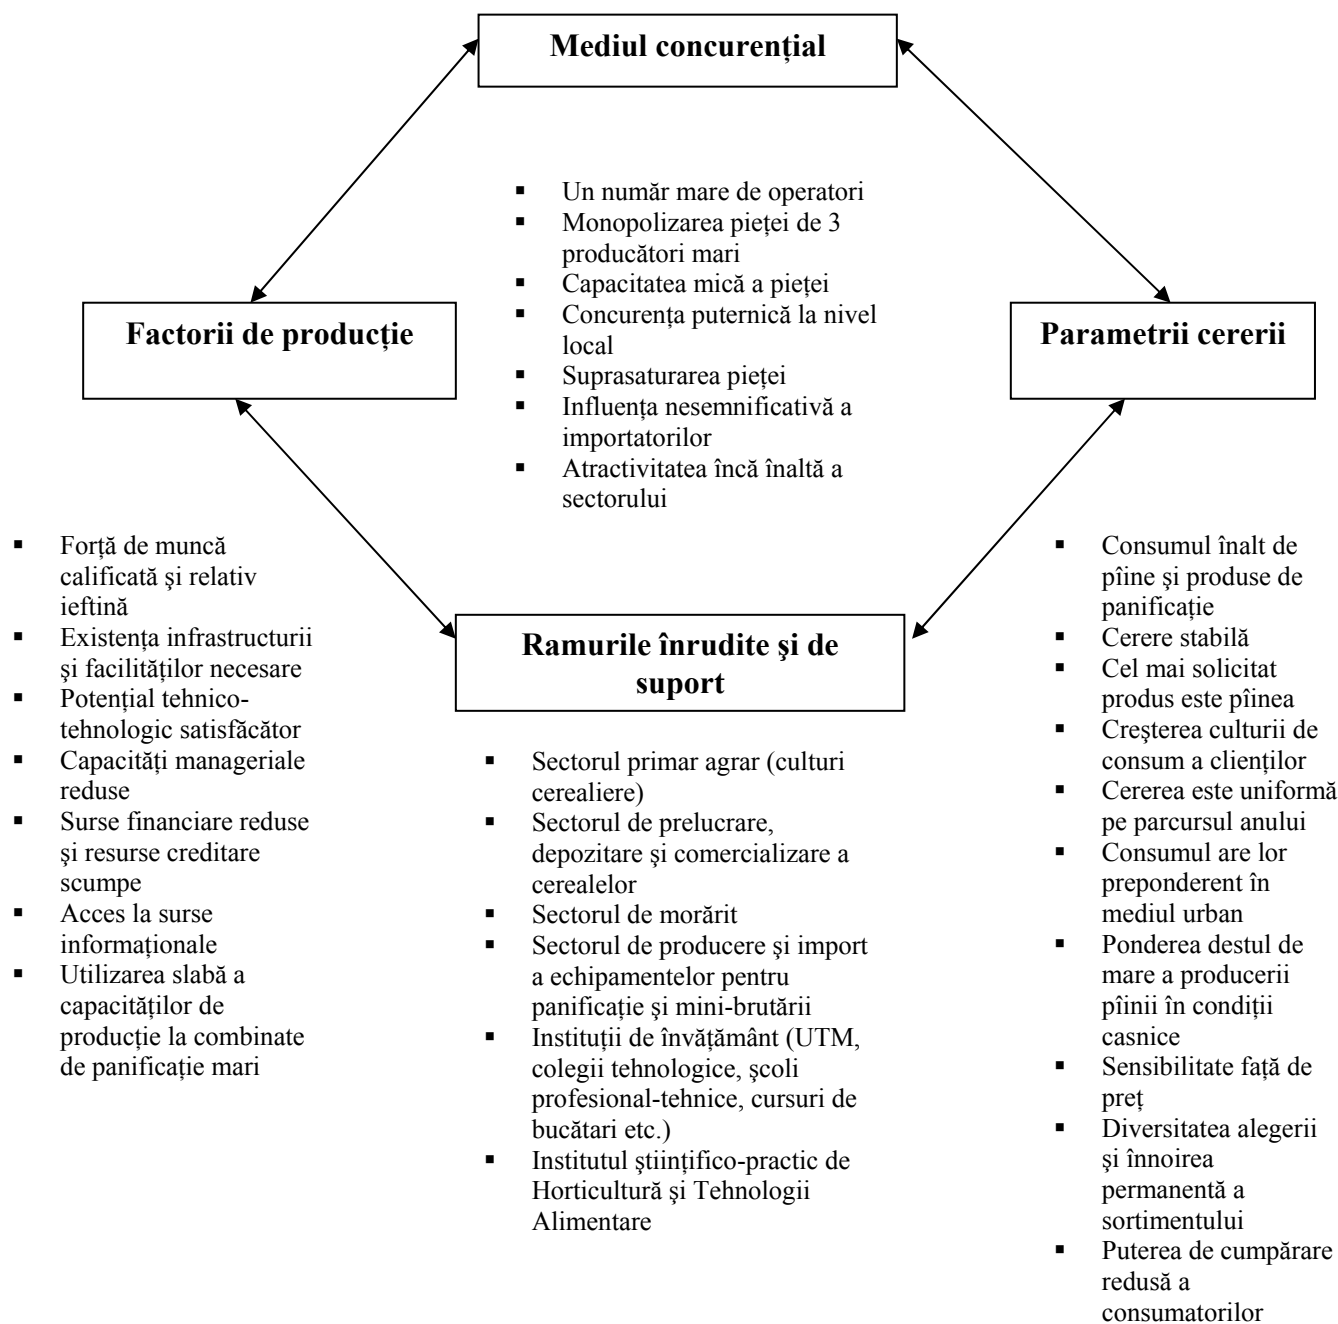 Mediul concurențial
▪ Un număr mare de operatori
▪ Monopolizarea pieței de 3
producători mari
▪ Capacitatea mică a pieței
▪ Concurența puternică la nivel
local
▪ Suprasaturarea pieței
▪ Influența nesemnificativă a
importatorilor
▪ Atractivitatea încă înaltă a
sectorului
Factorii de producție
▪ Forță de muncă
calificată şi relativ
ieftină
▪ Existența infrastructurii
şi facilităților necesare
▪ Potențial tehnico-
tehnologic satisfăcător
▪ Capacități manageriale
reduse
▪ Surse financiare reduse
şi resurse creditare
scumpe
▪ Acces la surse
informaționale
▪ Utilizarea slabă a
capacităților de
producție la combinate
de panificație mari
Ramurile înrudite şi de
suport
▪ Sectorul primar agrar (culturi
cerealiere)
▪ Sectorul de prelucrare,
depozitare şi comercializare a
cerealelor
▪ Sectorul de morărit
▪ Sectorul de producere şi import
a echipamentelor pentru
panificație şi mini-brutării
▪ Instituții de învățământ (UTM,
colegii tehnologice, şcoli
profesional-tehnice, cursuri de
bucătari etc.)
▪ Institutul ştiințifico-practic de
Horticultură şi Tehnologii
Alimentare
Parametrii cererii
▪ Consumul înalt de
pîine şi produse de
panificație
▪ Cerere stabilă
▪ Cel mai solicitat
produs este pîinea
▪ Creşterea culturii de
consum a clienților
▪ Cererea este uniformă
pe parcursul anului
▪ Consumul are lor
preponderent în
mediul urban
▪ Ponderea destul de
mare a producerii
pîinii în condiții
casnice
▪ Sensibilitate față de
preț
▪ Diversitatea alegerii
şi înnoirea
permanentă a
sortimentului
▪ Puterea de cumpărare
redusă a
consumatorilor